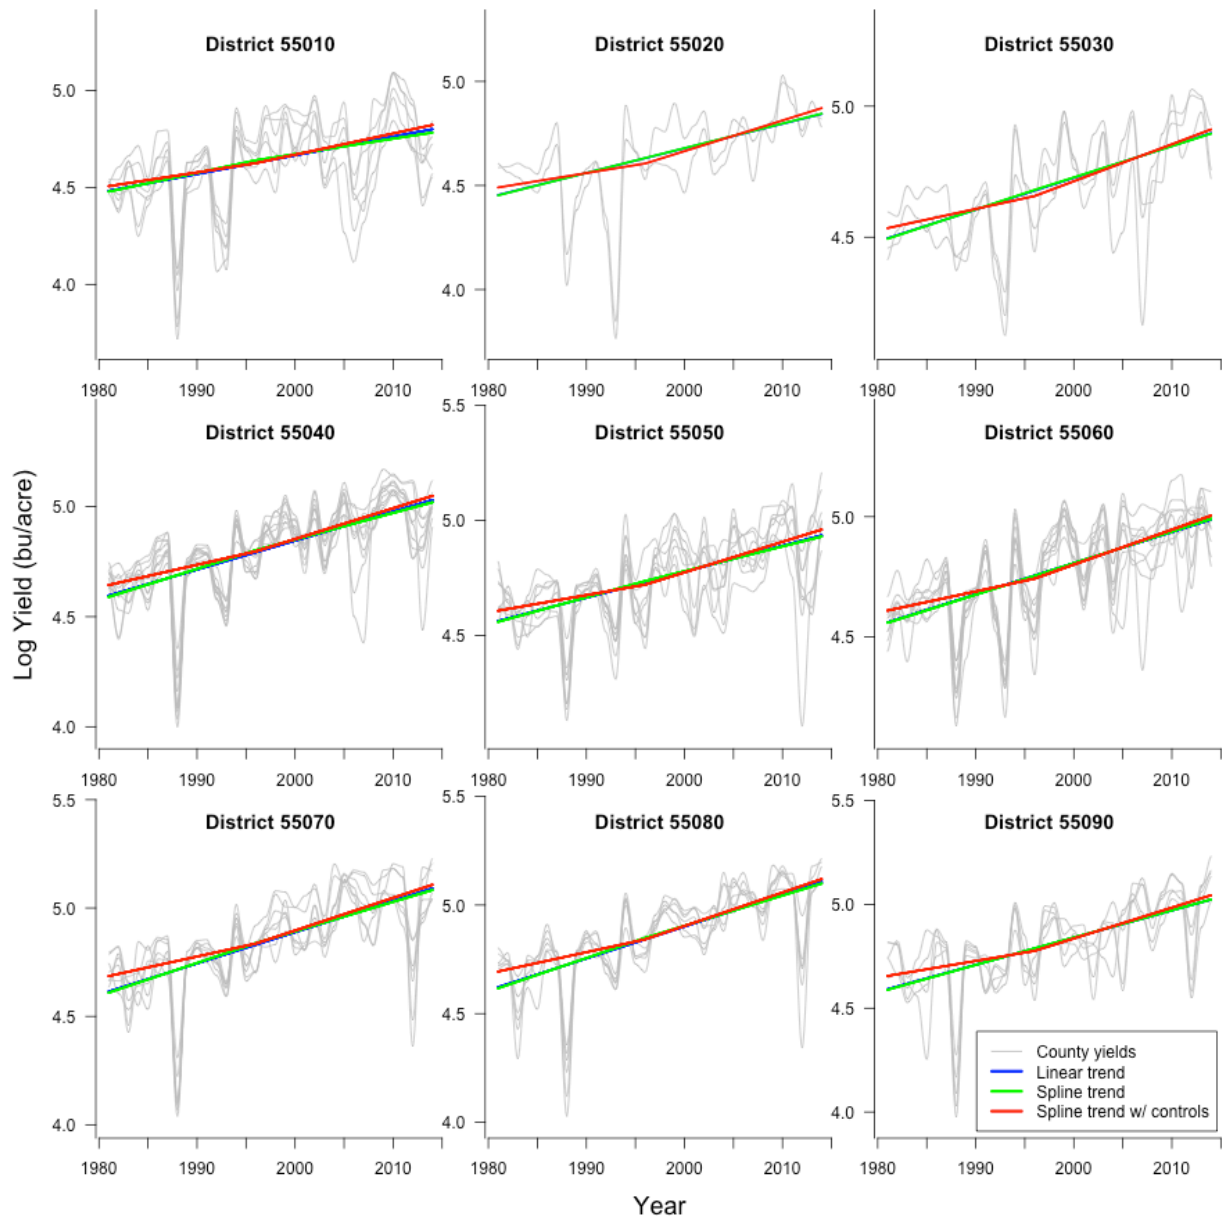 District 55010
District 55020
District 55030
5.0
4.5
4.0
5.0
4.5
4.0
5.0
4.5
1980 1990 2000 2010
1980 1990 2000 2010
1980 1990 2000 2010
District 55040
District 55050
District 55060
5.0
4.5
4.0
5.5
5.0
4.5
5.0
4.5
1980 1990 2000 2010
1980 1990 2000 2010
1980 1990 2000 2010
Log Yield (bu/acre)
District 55070
District 55080
District 55090
5.5
5.0
4.5
4.0
5.5
5.0
4.5
4.0
5.5
5.0
4.5
4.0
County yields
Linear trend
Spline trend
Spline trend w/ controls
1980 1990 2000 2010
1980 1990 2000 2010
1980 1990 2000 2010
Year